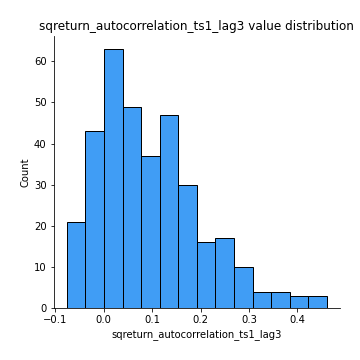 sqreturn_autocorrelation_ts1_lag3 value distribution
60
50
40
30
20
10
0
Count
−0.1 0.0 0.1 0.2 0.3 0.4
sqreturn_autocorrelation_ts1_lag3